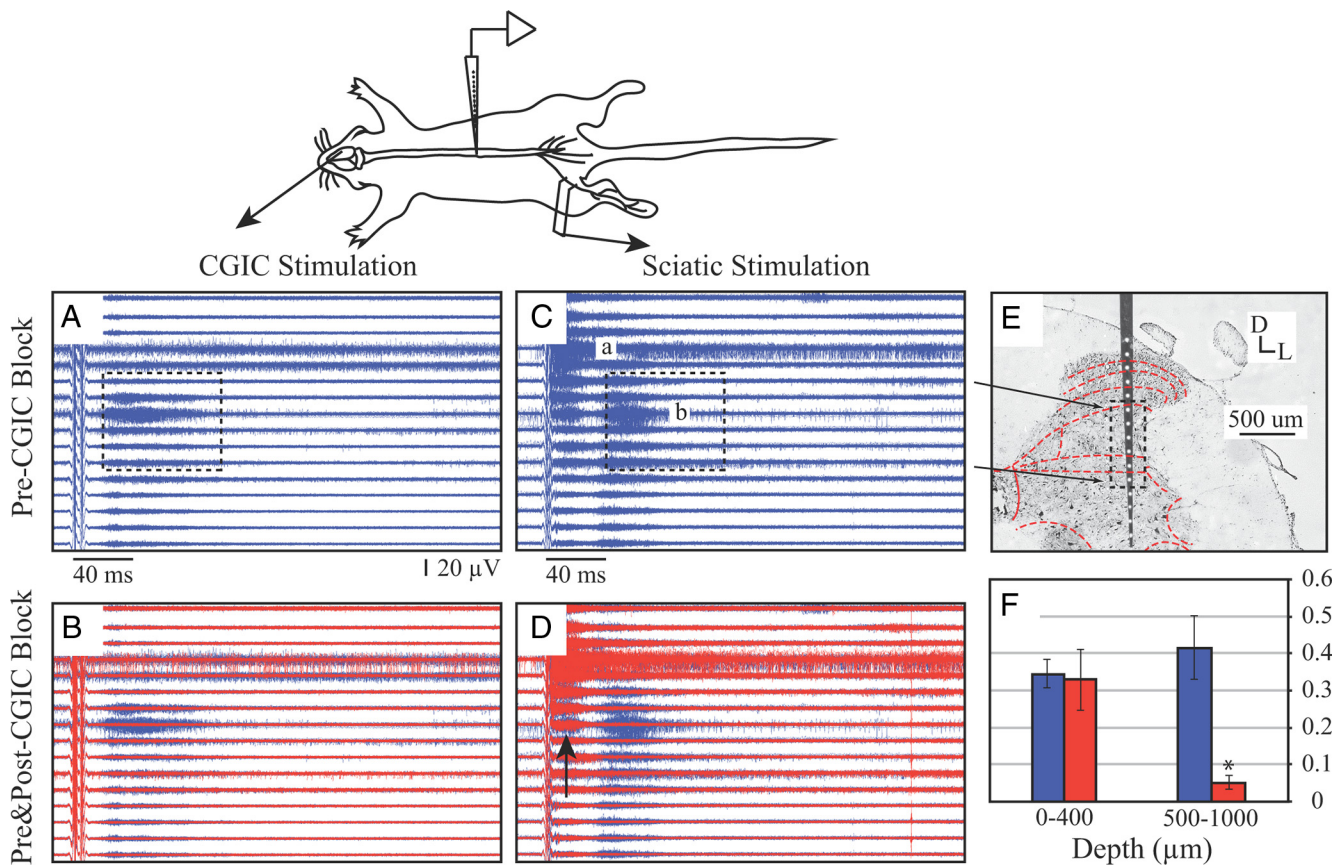 CGIC Stimulation
Sciatic Stimulation
Pre-CGIC Block
A
C
a
b
E
D
L
500 um
40 ms
20 µV
40 ms
Pre&Post-CGIC Block
B
D
F
0.6
0.5
0.4
0.3
0.2
0.1
0
*
0-400
500-1000
Depth (µm)